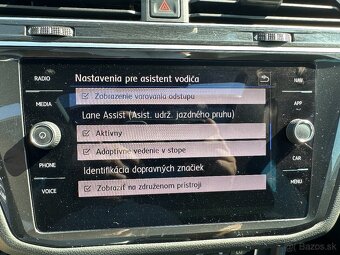 Nastavenia pre asistent vodiča
Zobrazenie varovania odstupu
Lane Assist (Asist. udrž. jazdného pruhu)
Aktívny
Adaptívne vedenie v stope
Identifikácia dopravných značiek
Zobraziť na združenom prístroji
RADIO
MEDIA
PHONE
VOICE
NAV
APP
CAR
MENU
bazos.sk